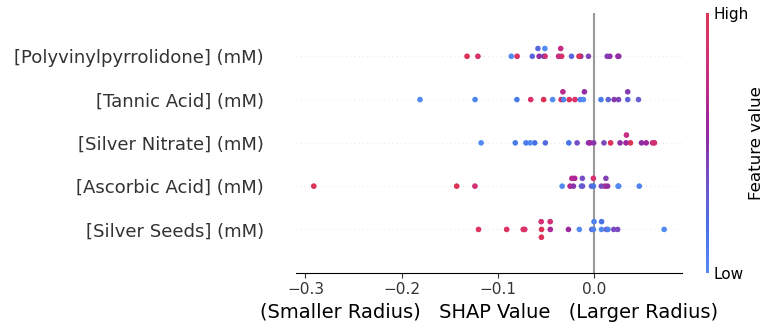 High
[Polyvinylpyrrolidone] (mM)
[Tannic Acid] (mM)
[Silver Nitrate] (mM)
[Ascorbic Acid] (mM)
[Silver Seeds] (mM)
Feature value
Low
−0.3 −0.2 −0.1 0.0
(Smaller Radius) SHAP Value (Larger Radius)